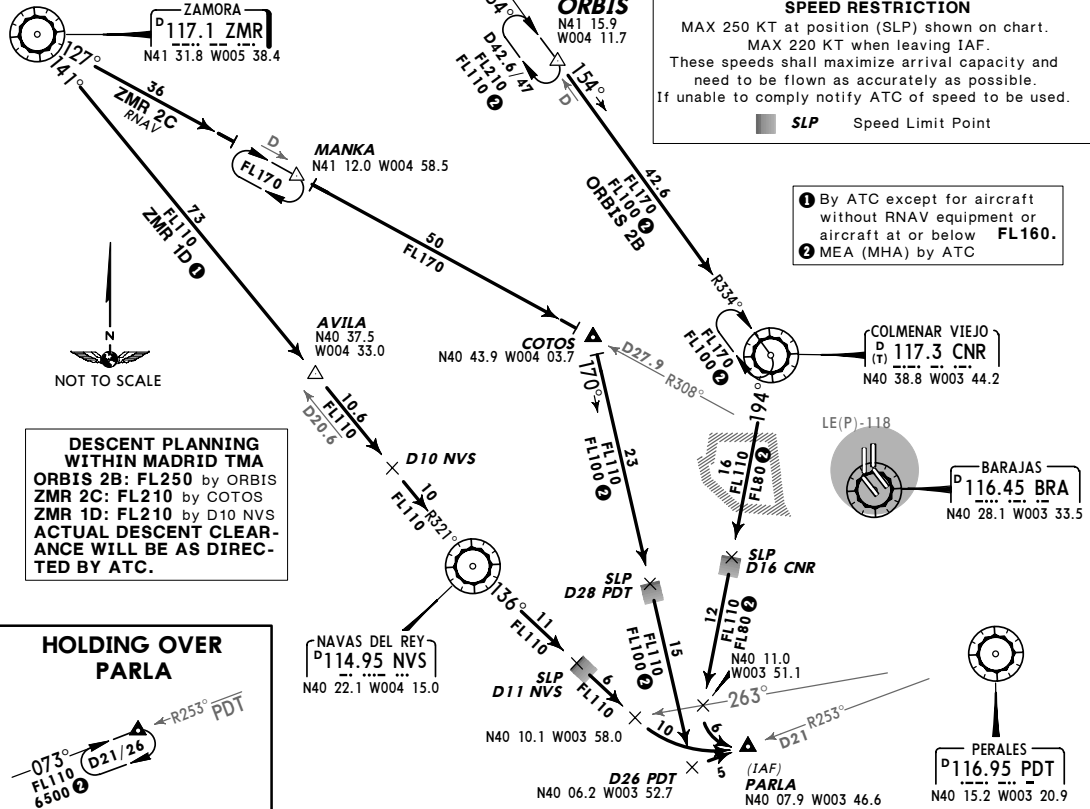 ZAMORA
D 117.1 ZMR
N41 31.8 W005 38.4
127°
141°
36
ZMR 2C
RNAV
D
MANKA
N41 12.0 W004 58.5
FL170
73
FL110
ZMR 1D ❶
50
FL170
N
NOT TO SCALE
AVILA
N40 37.5
W004 33.0
COTOS
N40 43.9 W004 03.7
D27.9
R308°
ORBIS
N41 15.9
W004 11.7
D42.6/47
FL210
FL110 ❷
154°
D
42.6
FL170
FL100 ❷
ORBIS 2B
R334°
FL170
FL100 ❷
SPEED RESTRICTION
MAX 250 KT at position (SLP) shown on chart.
MAX 220 KT when leaving IAF.
These speeds shall maximize arrival capacity and
need to be flown as accurately as possible.
If unable to comply notify ATC of speed to be used.
SLP Speed Limit Point
❶ By ATC except for aircraft
without RNAV equipment or
aircraft at or below FL160.
❷ MEA (MHA) by ATC
COLMENAR VIEJO
D
(T) 117.3 CNR
N40 38.8 W003 44.2
LE(P)-118
BARAJAS
D 116.45 BRA
N40 28.1 W003 33.5
10.6
FL110
D20.6
D10 NVS
10
FL110
R321°
DESCENT PLANNING
WITHIN MADRID TMA
ORBIS 2B: FL250 by ORBIS
ZMR 2C: FL210 by COTOS
ZMR 1D: FL210 by D10 NVS
ACTUAL DESCENT CLEAR-
ANCE WILL BE AS DIREC-
TED BY ATC.
170°
23
FL110
FL100 ❷
194°
16
FL110
FL80 ❷
SLP
D16 CNR
SLP
D28 PDT
12
FL110
FL80 ❷
15
FL110
FL100 ❷
136°
11
FL110
NAVAS DEL REY
D 114.95 NVS
N40 22.1 W004 15.0
SLP
D11 NVS
6
FL110
N40 11.0
W003 51.1
263°
N40 10.1 W003 58.0
10
6
5
D21
R253°
D26 PDT
N40 06.2 W003 52.7
(IAF)
PARLA
N40 07.9 W003 46.6
PERALES
D 116.95 PDT
N40 15.2 W003 20.9
HOLDING OVER
PARLA
R253°
PDT
073°
D21/26
FL110
6500 ❷